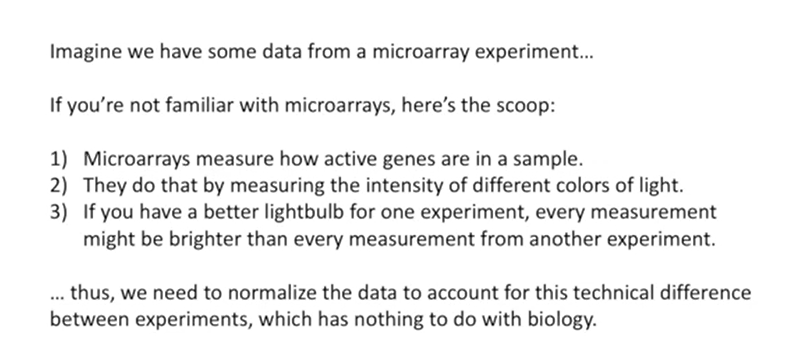 Imagine we have some data from a microarray experiment...
If you’re not familiar with microarrays, here’s the scoop:
1) Microarrays measure how active genes are in a sample.
2) They do that by measuring the intensity of different colors of light.
3) If you have a better lightbulb for one experiment, every measurement
might be brighter than every measurement from another experiment.
... thus, we need to normalize the data to account for this technical difference
between experiments, which has nothing to do with biology.